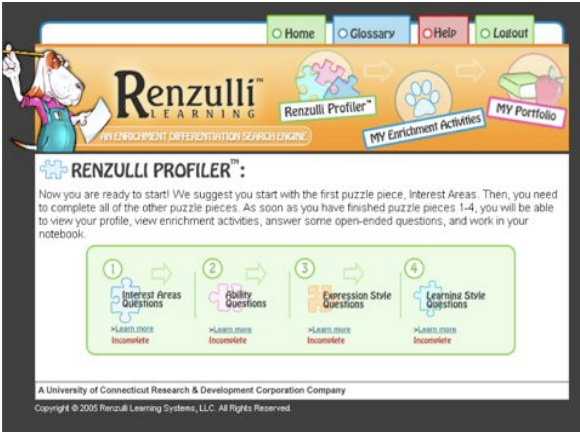 Home
Glossary
Help
Logout
Renzulli™
LEARNING
AN ENRICHMENT DIFFERENTIATION SEARCH ENGINE
Renzulli Profiler™
MY Enrichment Activities
MY Portfolio
RENZULLI PROFILER™:
Now you are ready to start! We suggest you start with the first puzzle piece, Interest Areas. Then, you need
to complete all of the other puzzle pieces. As soon as you have finished puzzle pieces 1-4, you will be able
to view your profile, view enrichment activities, answer some open-ended questions, and work in your
notebook.
1
Interest Areas
Questions
>Learn more
Incomplete
2
Ability
Questions
>Learn more
Incomplete
3
Expression Style
Questions
>Learn more
Incomplete
4
Learning Style
Questions
>Learn more
Incomplete
A University of Connecticut Research & Development Corporation Company
Copyright © 2005 Renzulli Learning Systems, LLC. All Rights Reserved.